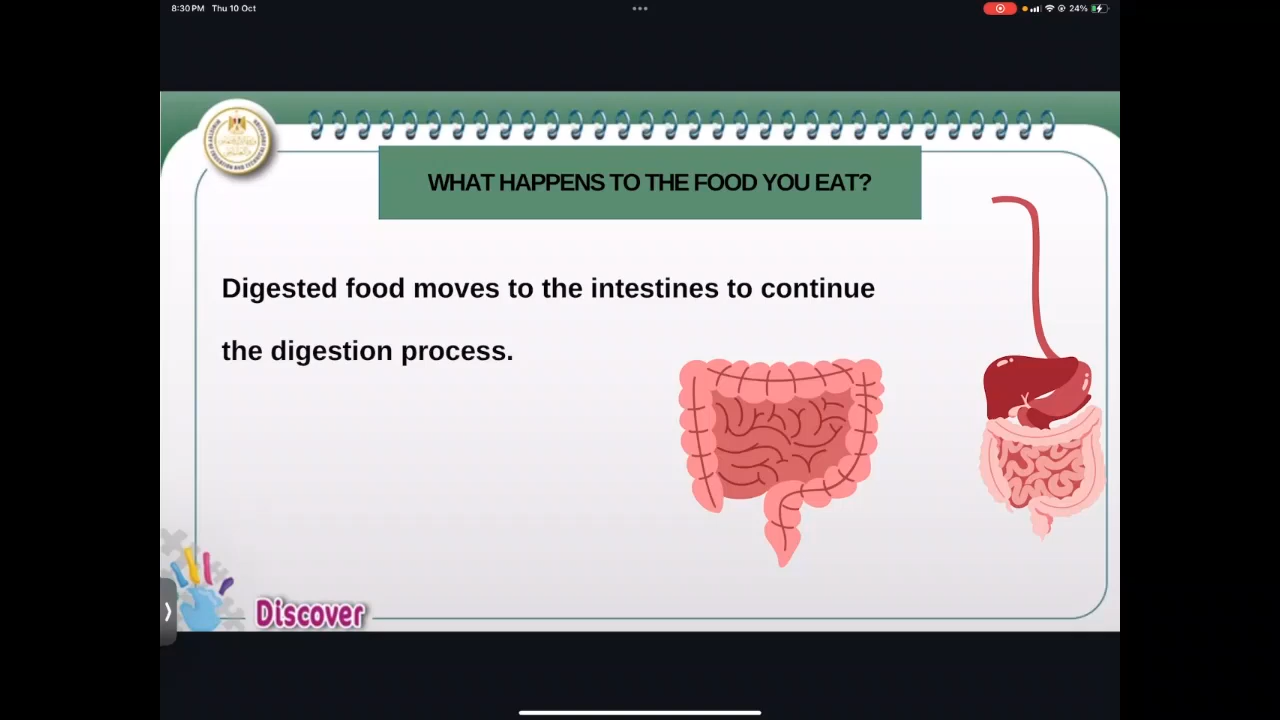 8:30 PM Thu 10 Oct
24%
WHAT HAPPENS TO THE FOOD YOU EAT?
Digested food moves to the intestines to continue
the digestion process.
Discover